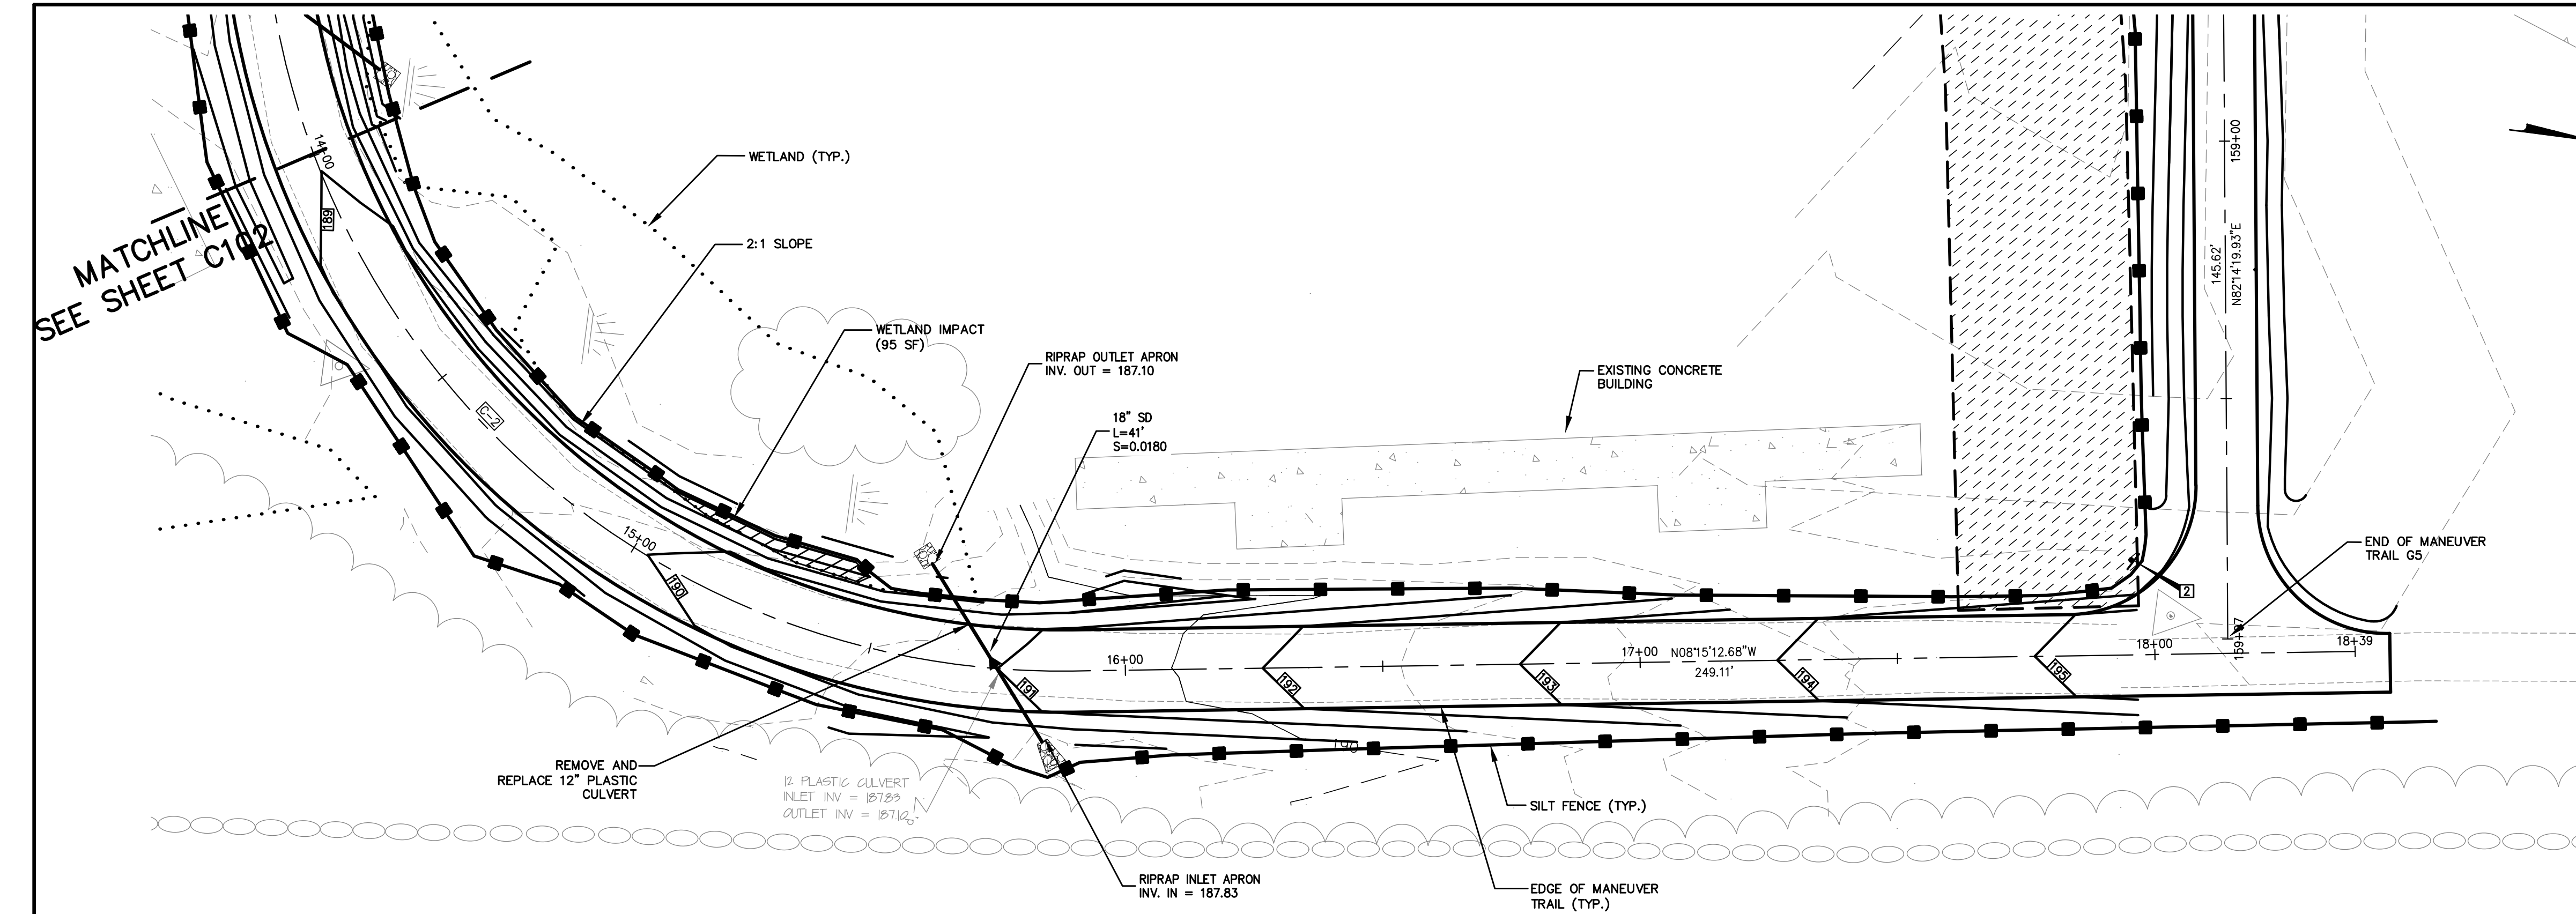 MATCHLINE
SEE SHEET C102
14+00
189
C-2
WETLAND (TYP.)
2:1 SLOPE
WETLAND IMPACT
(95 SF)
RIPRAP OUTLET APRON
INV. OUT = 187.10
18" SD
L=41'
S=0.0180
EXISTING CONCRETE
BUILDING
159+00
145.62'
N82°14'19.93"E
END OF MANEUVER
TRAIL G5
2
15+00
190
191
16+00
192
193
17+00
N08°15'12.68"W
249.11'
194
195
18+00
159+97
18+39
190
REMOVE AND
REPLACE 12" PLASTIC
CULVERT
12 PLASTIC CULVERT
INLET INV = 187.83
OUTLET INV = 187.10
SILT FENCE (TYP.)
RIPRAP INLET APRON
INV. IN = 187.83
EDGE OF MANEUVER
TRAIL (TYP.)